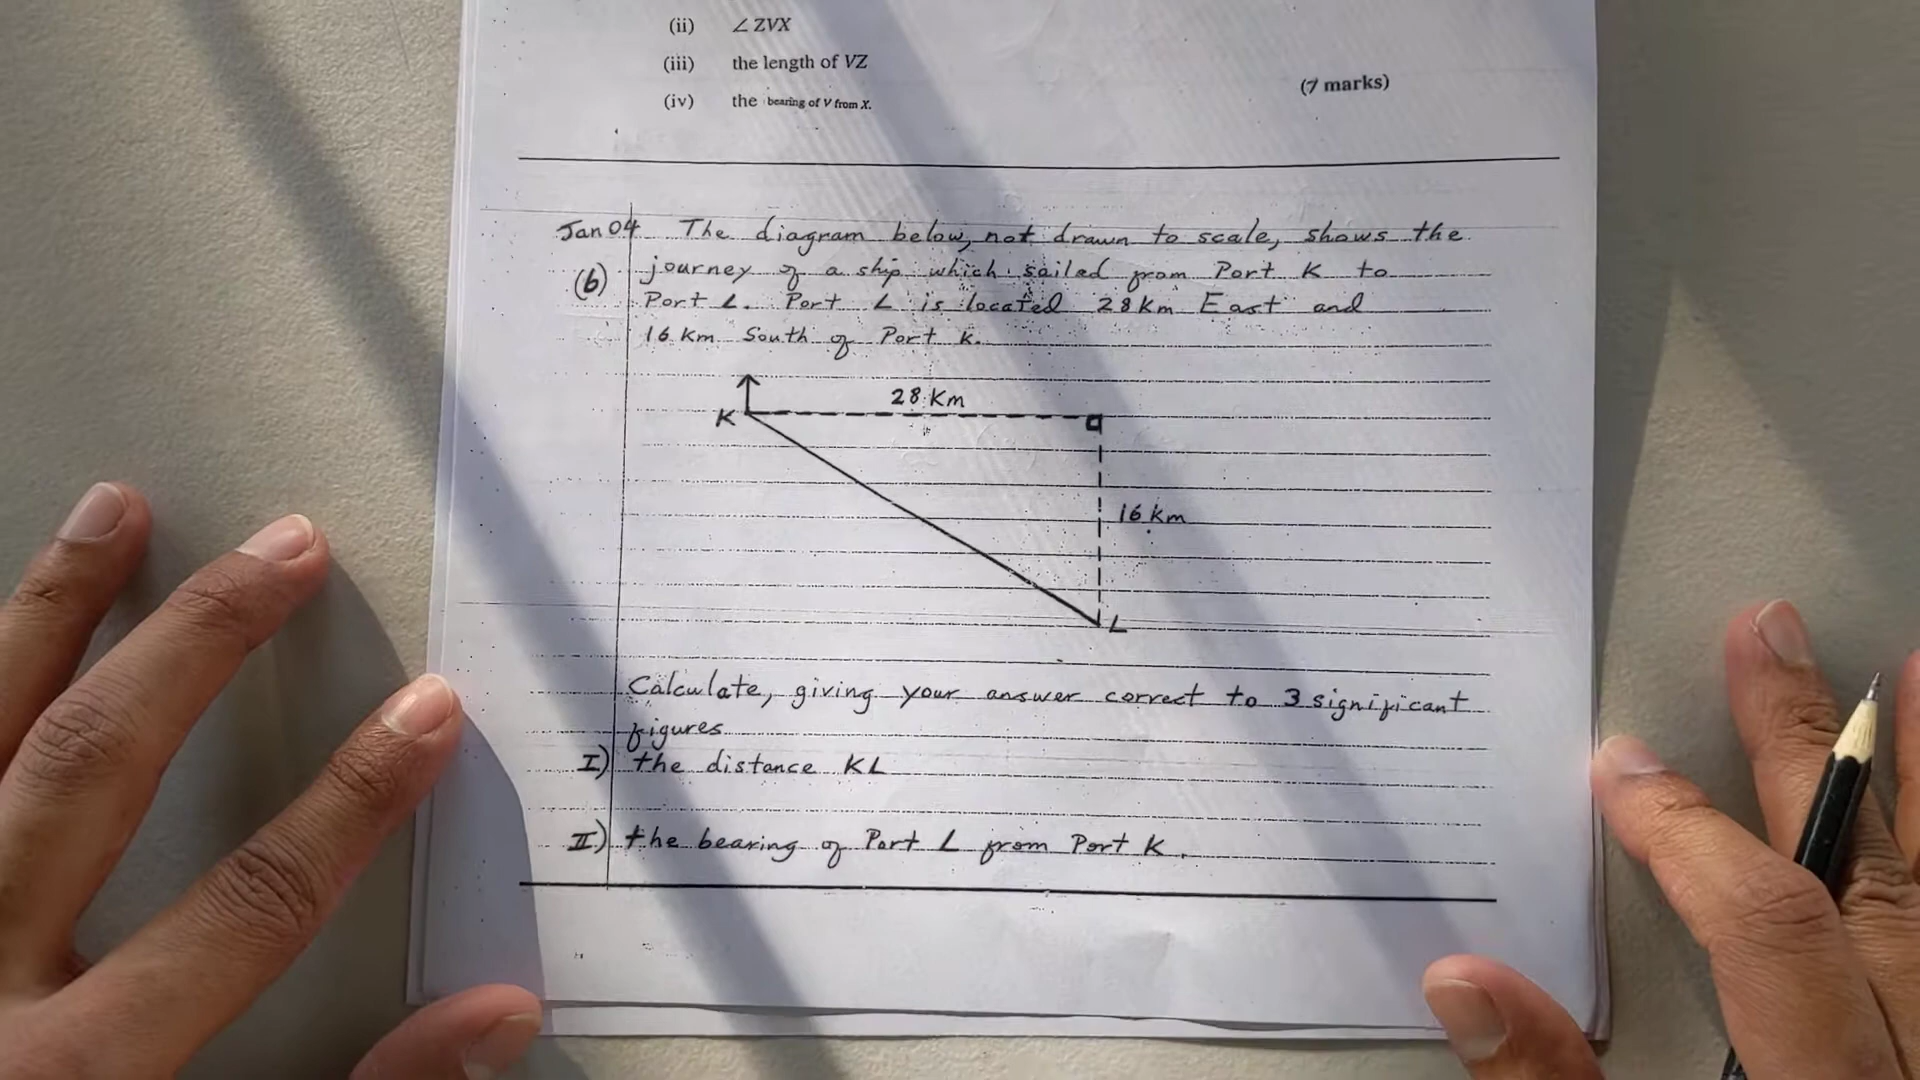 (ii) ∠ ZVX
(iii) the length of VZ
(7 marks)
(iv) the bearing of V from X.
Jan 04 The diagram below, not drawn to scale, shows the
(b) journey of a ship which sailed from Port K to
Port L. Port L is located 28km East and
16 km South of Port K.
28 Km
K
16 km
L
Calculate, giving your answer correct to 3 significant
figures
I) the distance KL
II) the bearing of Port L from Port K.